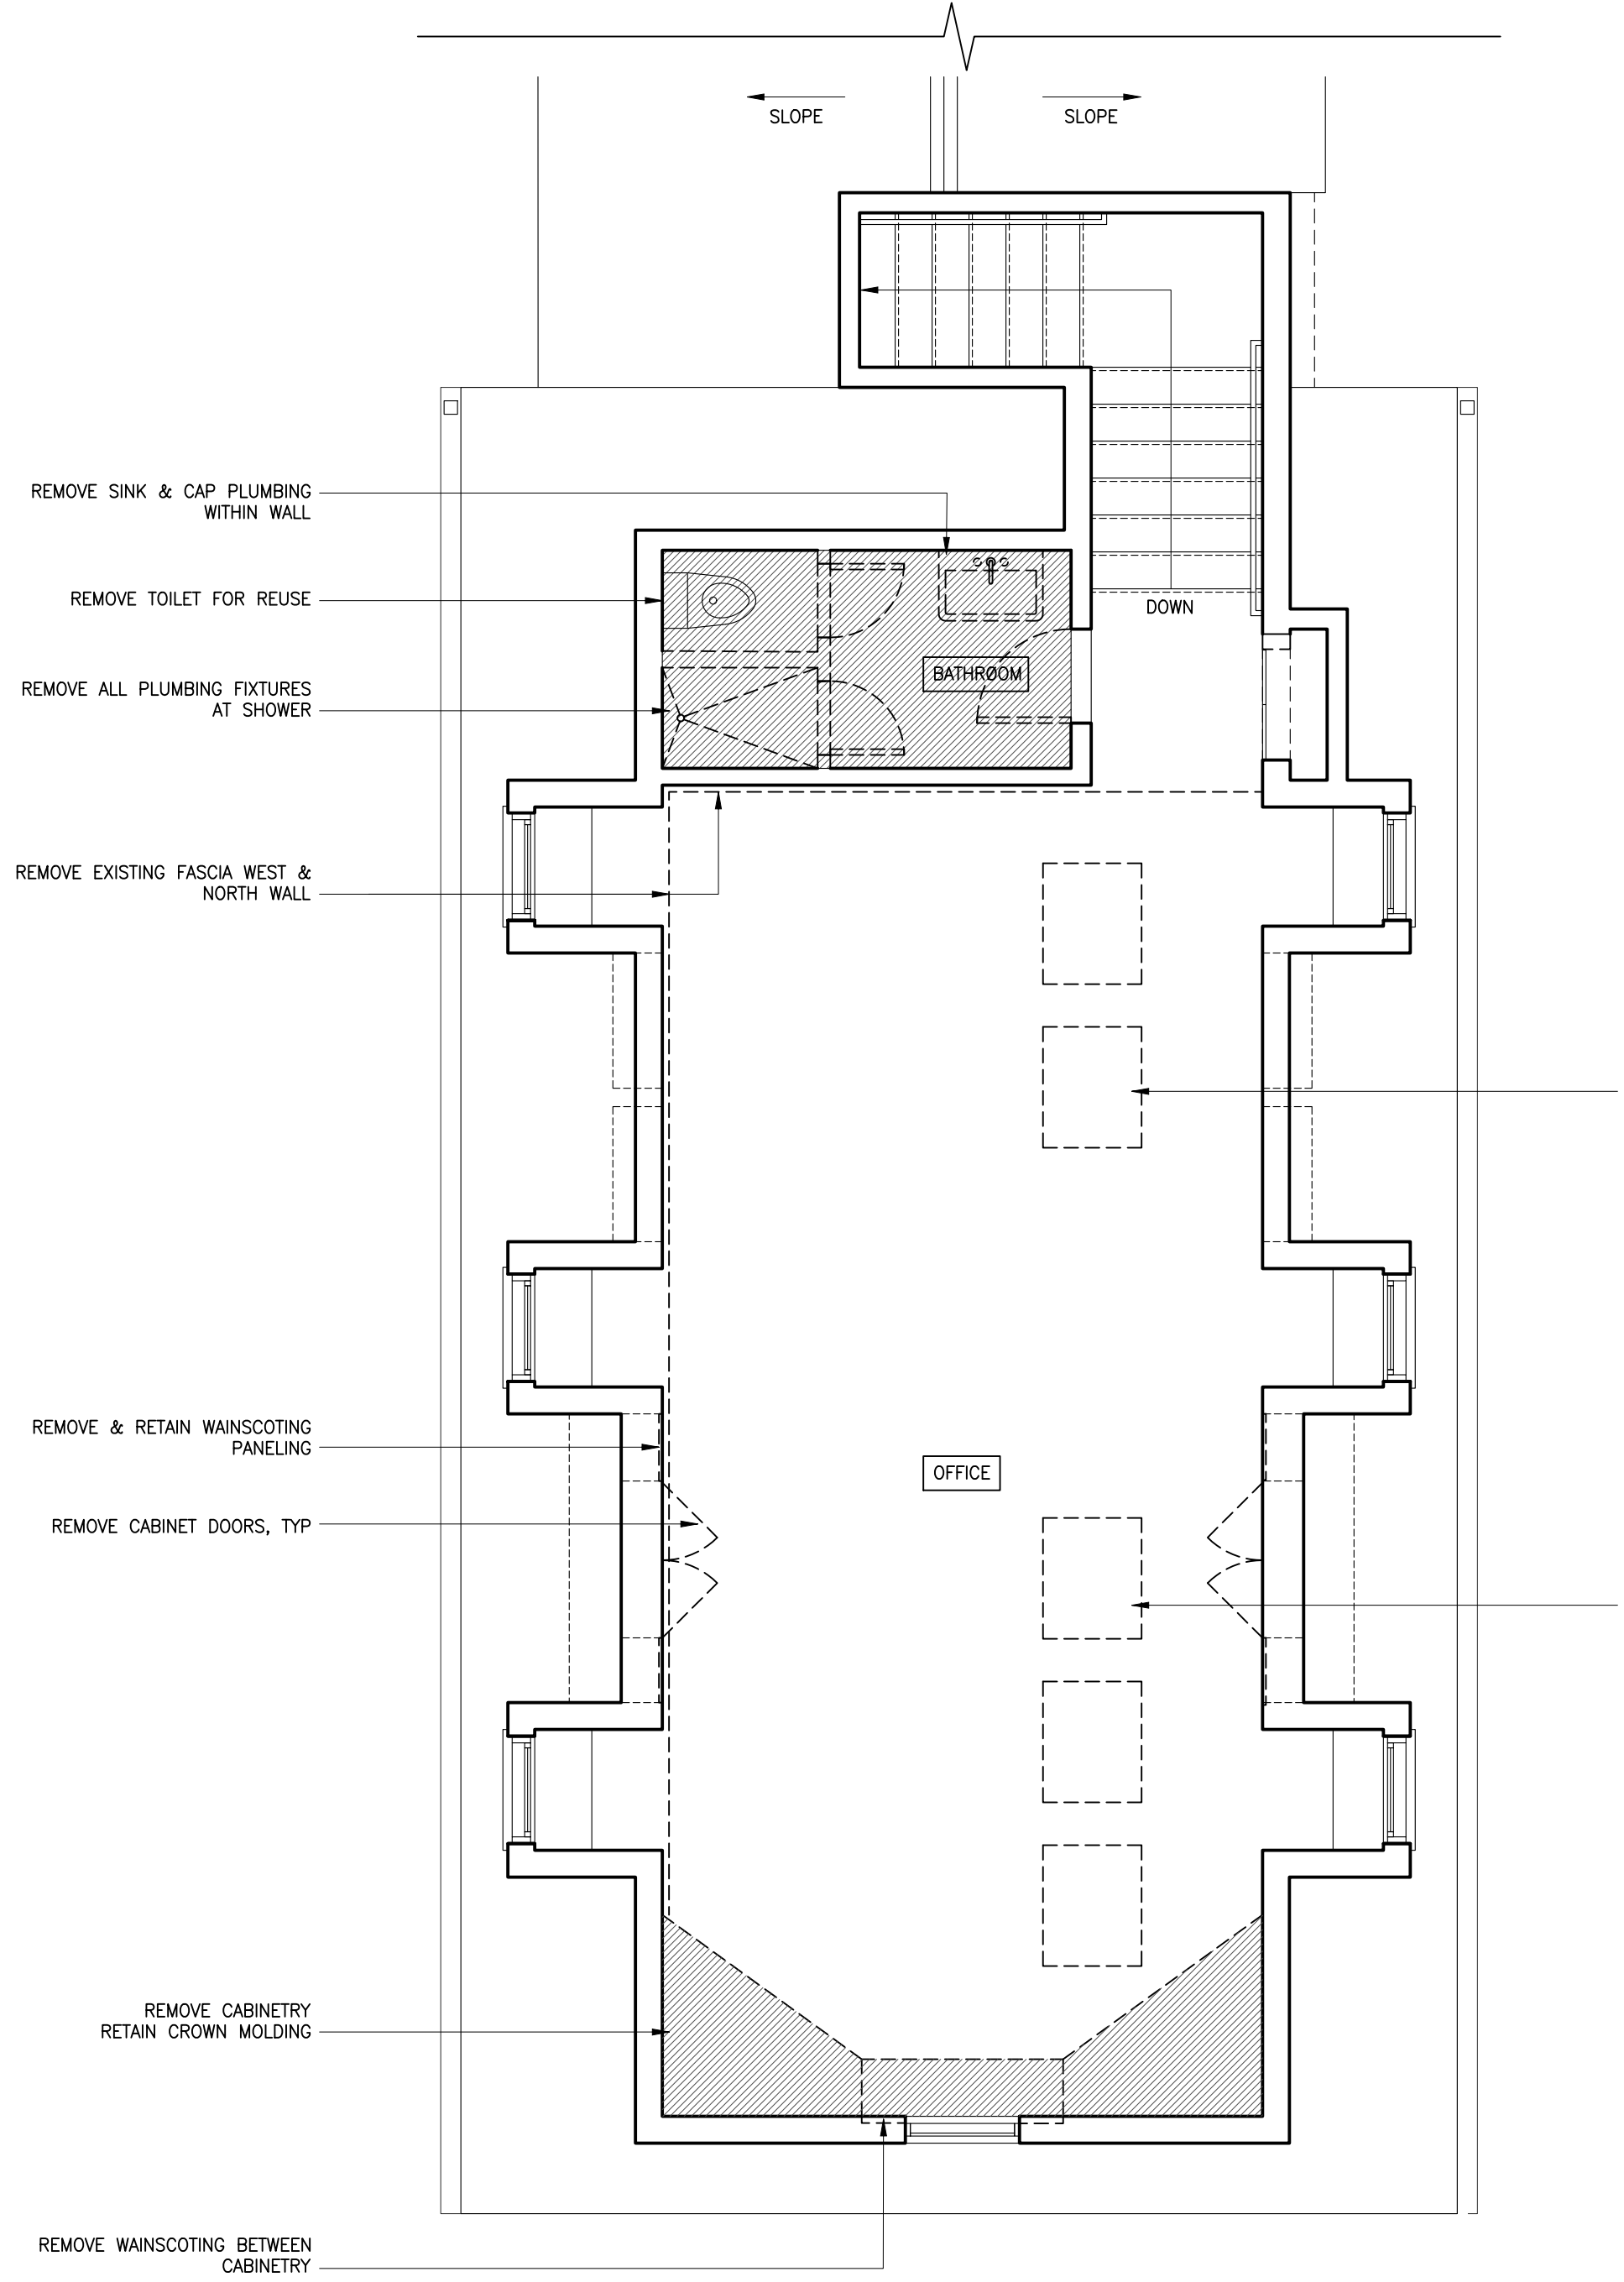 SLOPE
SLOPE
REMOVE SINK & CAP PLUMBING
WITHIN WALL
REMOVE TOILET FOR REUSE
DOWN
BATHROOM
REMOVE ALL PLUMBING FIXTURES
AT SHOWER
REMOVE EXISTING FASCIA WEST &
NORTH WALL
REMOVE & RETAIN WAINSCOTING
PANELING
OFFICE
REMOVE CABINET DOORS, TYP
REMOVE CABINETRY
RETAIN CROWN MOLDING
REMOVE WAINSCOTING BETWEEN
CABINETRY